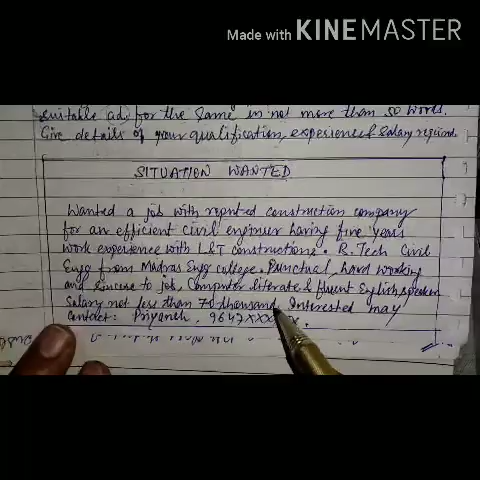 Made with KINEMASTER
suitable ad, for the same in not more than 50 words.
Give details of your qualification, experience & salary required.
SITUATION WANTED
Wanted a job with reputed construction company
for an efficient civil engineer having five years
work experience with L&T constructions. B.Tech Civil
Engg from Madras Engg college. Punctual, hard working
and sincere to job, Computer literate & fluent English speaker
Salary not less than 70 thousand, Interested may
contact: Priyansh, 9647XXXXXX.